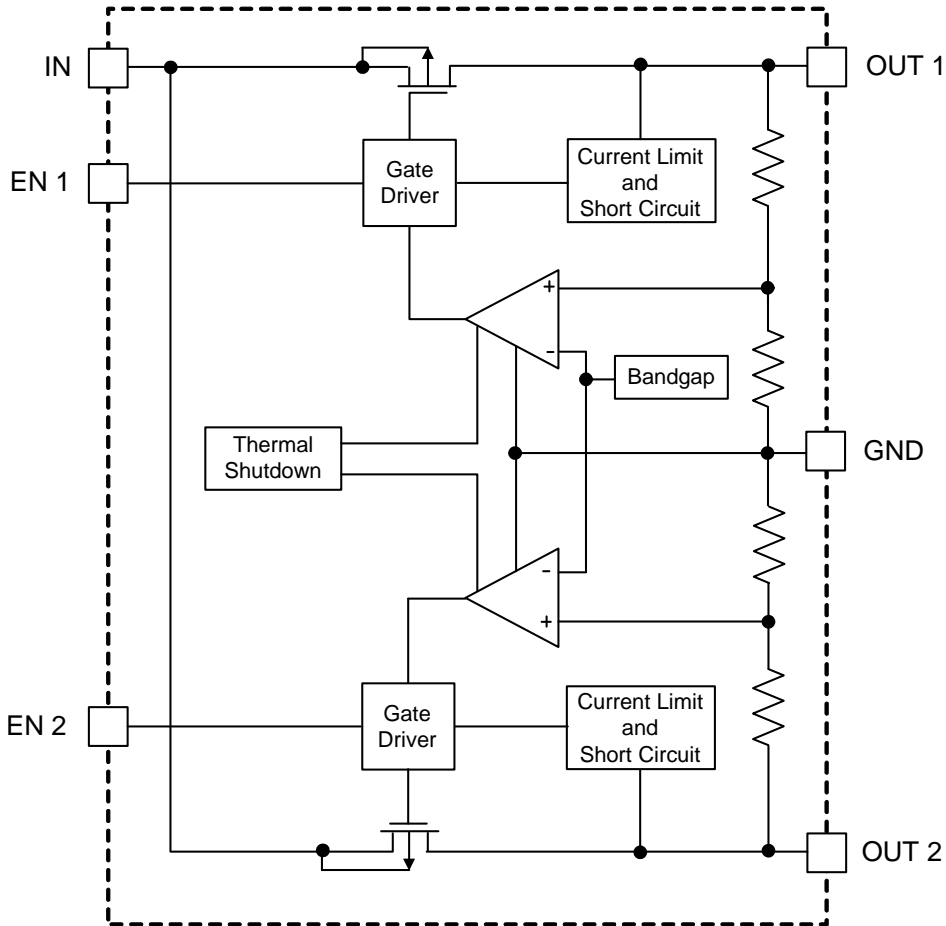 IN
OUT 1
EN 1
Gate
Driver
Current Limit
and
Short Circuit
+
-
Bandgap
Thermal
Shutdown
GND
-
+
EN 2
Gate
Driver
Current Limit
and
Short Circuit
OUT 2